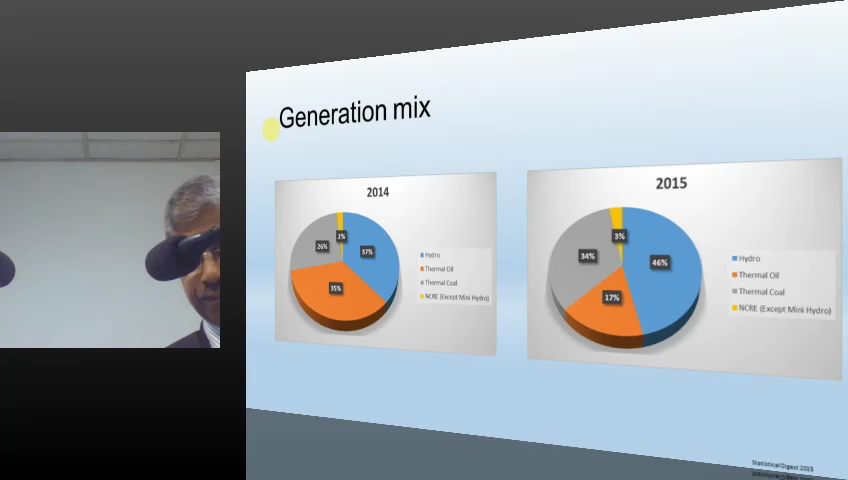 Generation mix
2014
2%
26%
37%
35%
Hydro
Thermal Oil
Thermal Coal
NCRE (Except Mini Hydro)
2015
3%
34%
46%
17%
Hydro
Thermal Oil
Thermal Coal
NCRE (Except Mini Hydro)
Statistical Digest 2015